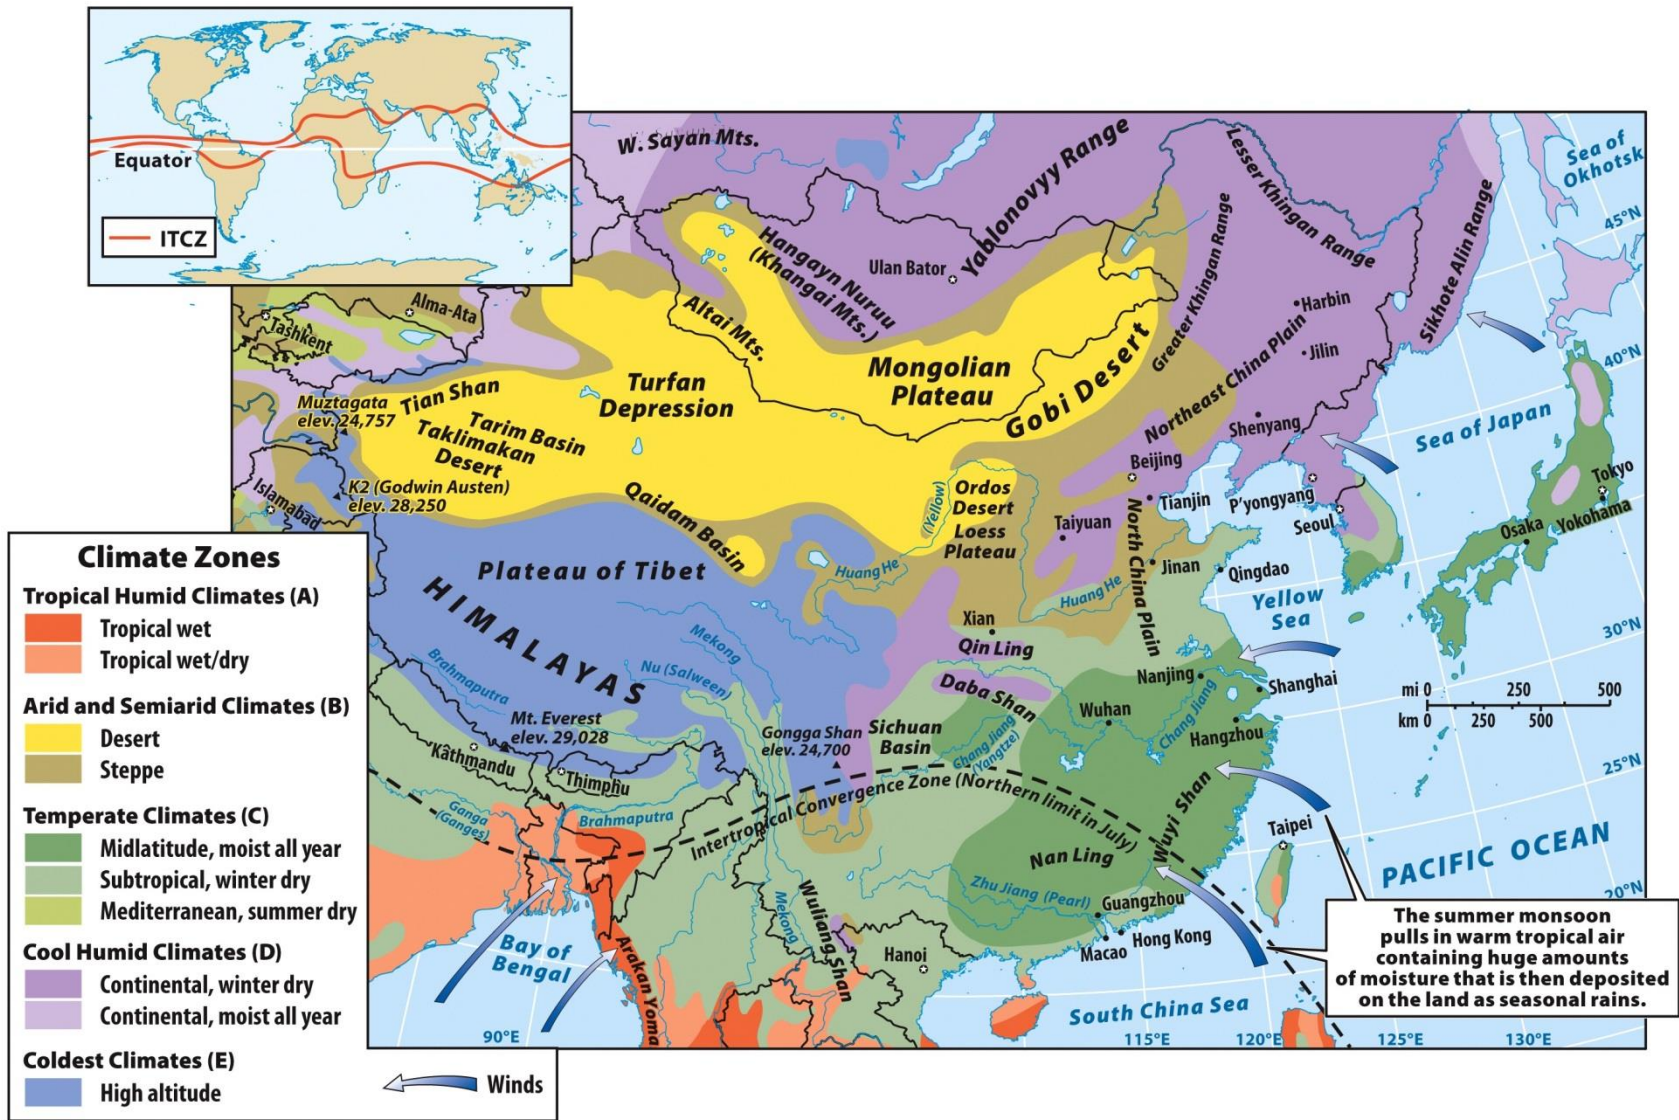 Equator
ITCZ
W. Sayan Mts.
Yablonovyy Range
Lesser Khingan Range
Sea of
Okhotsk
45°N
Sikhote Alin Range
Greater Khingan Range
Hangayn Nuruu
(Khangai Mts.)
Ulan Bator
Harbin
Alma-Ata
Tashkent
Altai Mts.
Jilin
40°N
Northeast China Plain
Mongolian
Plateau
Gobi Desert
Turfan
Depression
Tian Shan
Muztagata
elev. 24,757
Tarim Basin
Taklimakan
Desert
Shenyang
Sea of Japan
Beijing
K2 (Godwin Austen)
elev. 28,250
Islamabad
Qaidam Basin
(Yellow)
Ordos
Desert
Loess
Plateau
Tianjin
P'yongyang
Seoul
Tokyo
Yokohama
Osaka
Taiyuan
North China Plain
Plateau of Tibet
Huang He
Huang He
Jinan
Qingdao
Yellow
Sea
HIMALAYAS
Xian
Qin Ling
30°N
Mekong
Nu (Salween)
Brahmaputra
Daba Shan
Nanjing
Shanghai
mi 0 250 500
km 0 250 500
Mt. Everest
elev. 29,028
Gongga Shan
elev. 24,700
Sichuan
Basin
Wuhan
Chang Jiang
Chang Jiang
(Yangtze)
Hangzhou
Kâthmandu
Thimphu
25°N
Intertropical Convergence Zone (Northern limit in July)
Wuyi Shan
Ganga
(Ganges)
Brahmaputra
Taipei
PACIFIC OCEAN
Nan Ling
Zhu Jiang (Pearl)
Guangzhou
20°N
Mekong
Wuliang Shan
Bay of
Bengal
Arakan Yoma
Hanoi
Macao
Hong Kong
South China Sea
90°E
115°E
120°E
125°E
130°E
The summer monsoon
pulls in warm tropical air
containing huge amounts
of moisture that is then deposited
on the land as seasonal rains.
Climate Zones
Tropical Humid Climates (A)
Tropical wet
Tropical wet/dry
Arid and Semiarid Climates (B)
Desert
Steppe
Temperate Climates (C)
Midlatitude, moist all year
Subtropical, winter dry
Mediterranean, summer dry
Cool Humid Climates (D)
Continental, winter dry
Continental, moist all year
Coldest Climates (E)
High altitude
Winds